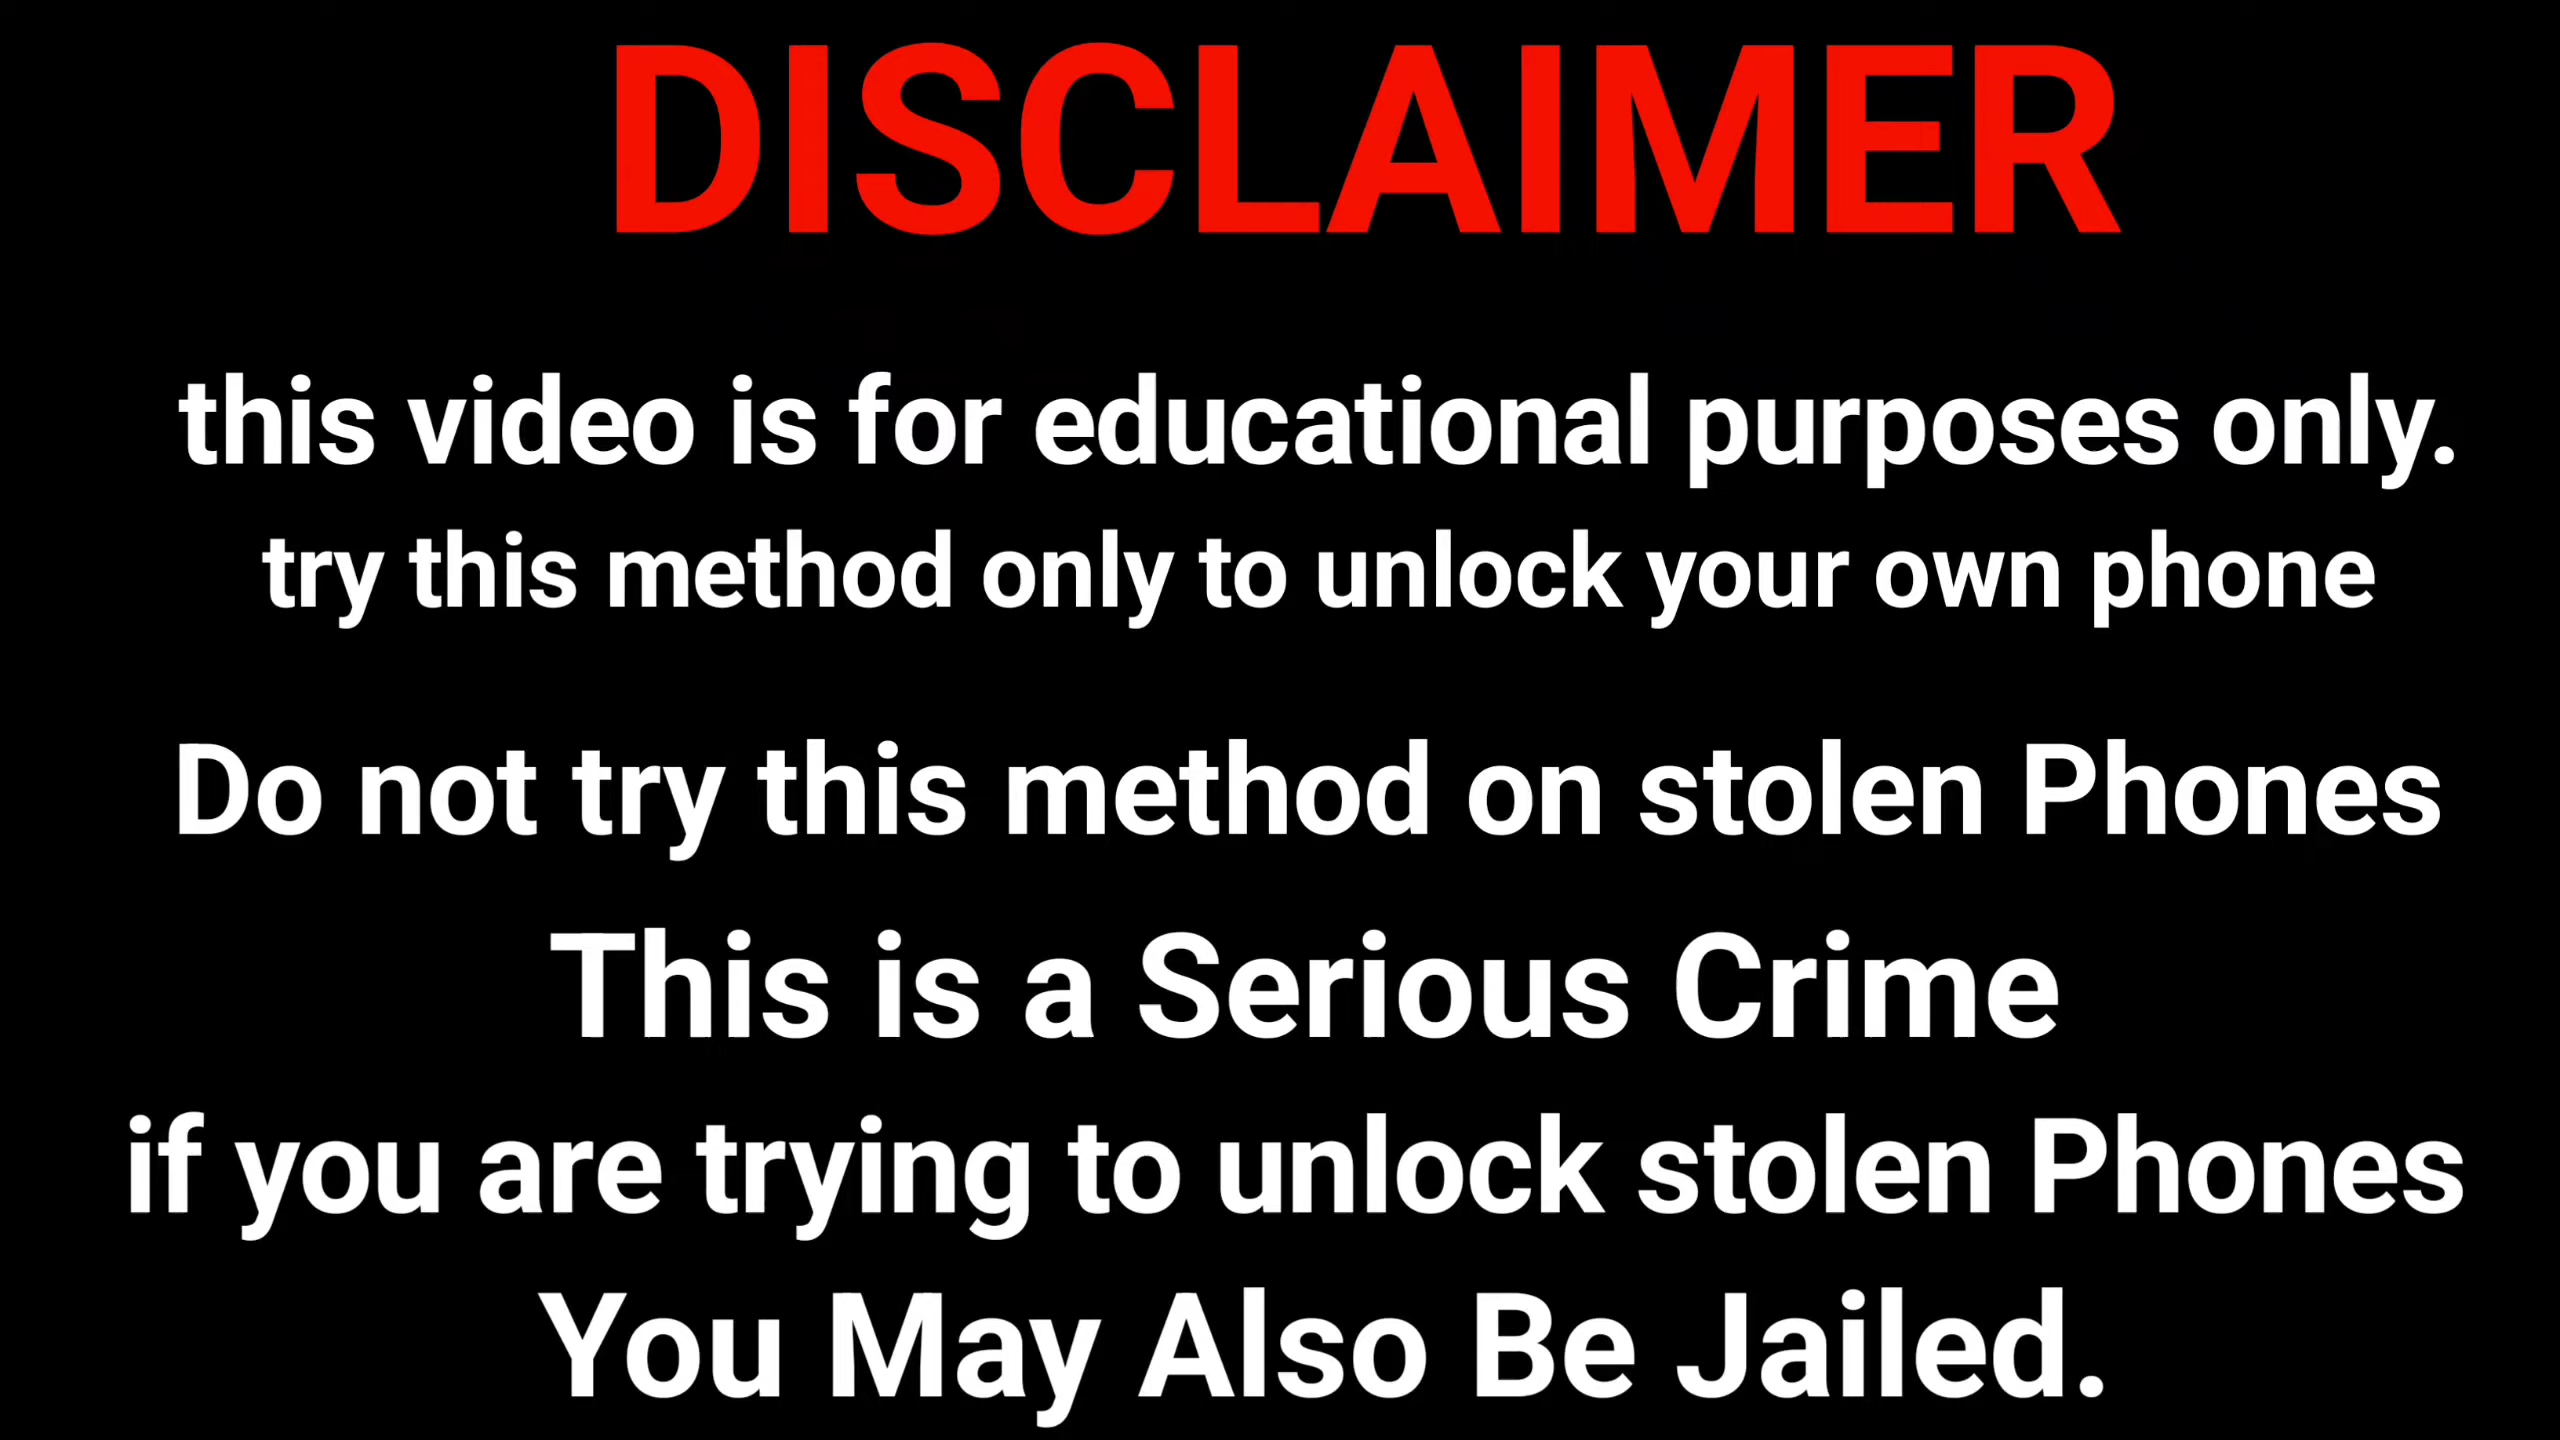 DISCLAIMER
this video is for educational purposes only.
try this method only to unlock your own phone
Do not try this method on stolen Phones
This is a Serious Crime
if you are trying to unlock stolen Phones
You May Also Be Jailed.